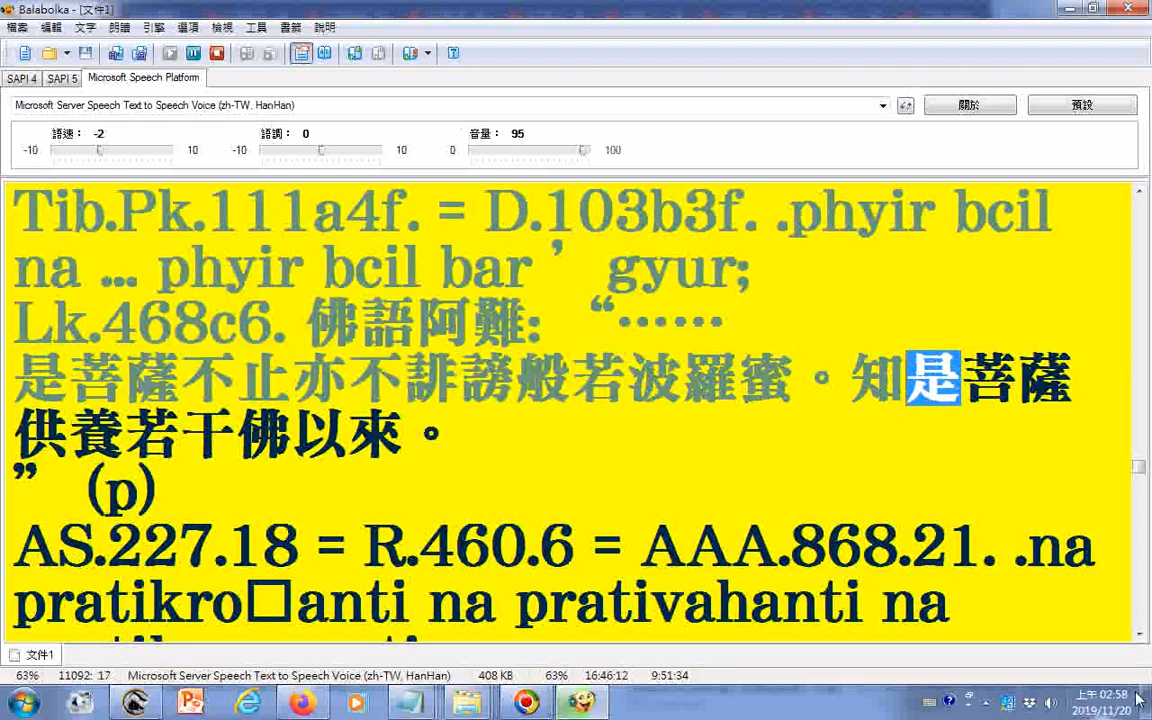 Balabolka - [文件1]
檔案 編輯 文字 朗讀 引擎 選項 檢視 工具 書籤 說明
SAPI 4 SAPI 5 Microsoft Speech Platform
Microsoft Server Speech Text to Speech Voice (zh-TW, HanHan) 關於 預設
語速： -2 語調： 0 音量： 95
-10 10 -10 10 0 100
Tib.Pk.111a4f. = D.103b3f. .phyir bcil
na ... phyir bcil bar ’ gyur;
Lk.468c6. 佛語阿難: “······
是菩薩不止亦不誹謗般若波羅蜜。知是菩薩
供養若干佛以來。
” (p)
AS.227.18 = R.460.6 = AAA.868.21. .na
pratikro□anti na prativahanti na
文件1
63% 11092: 17 Microsoft Server Speech Text to Speech Voice (zh-TW, HanHan) 408 KB 63% 16:46:12 9:51:34
上午 02:58
2019/11/20